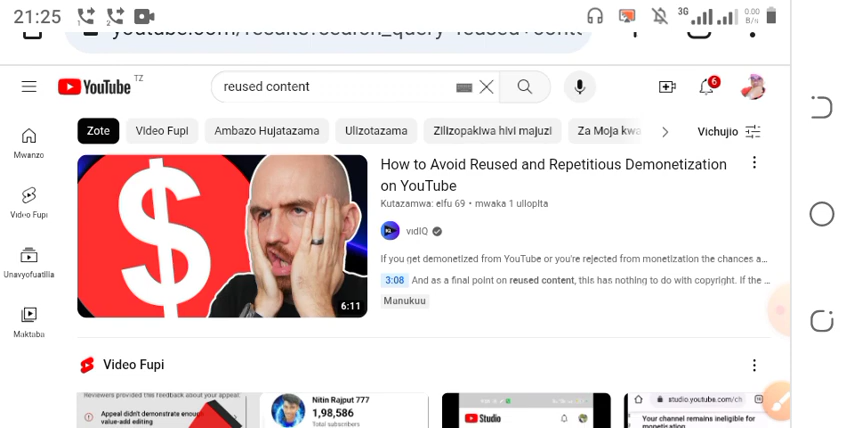 21:25
3G
0.00
B/s
YouTube TZ
reused content
6
Mwanzo
Video Fupi
Unavyofuatilia
Maktaba
Zote
Video Fupi
Ambazo Hujatazama
Ulizotazama
Zilizopakiwa hivi majuzi
Za Moja kwa
Vichujio
$
6:11
How to Avoid Reused and Repetitious Demonetization
on YouTube
Kutazamwa: elfu 69 • mwaka 1 uliopita
vidIQ
If you get demonetized from YouTube or you're rejected from monetization the chances a...
3:08 And as a final point on reused content, this has nothing to do with copyright. If the ...
Manukuu
Video Fupi
Reviewers provided this feedback about your appeal:
Appeal didn't demonstrate enough
value-add editing
Nitin Rajput 777
1,98,586
Total subscribers
Studio
studio.youtube.com/ch
Your channel remains ineligible for